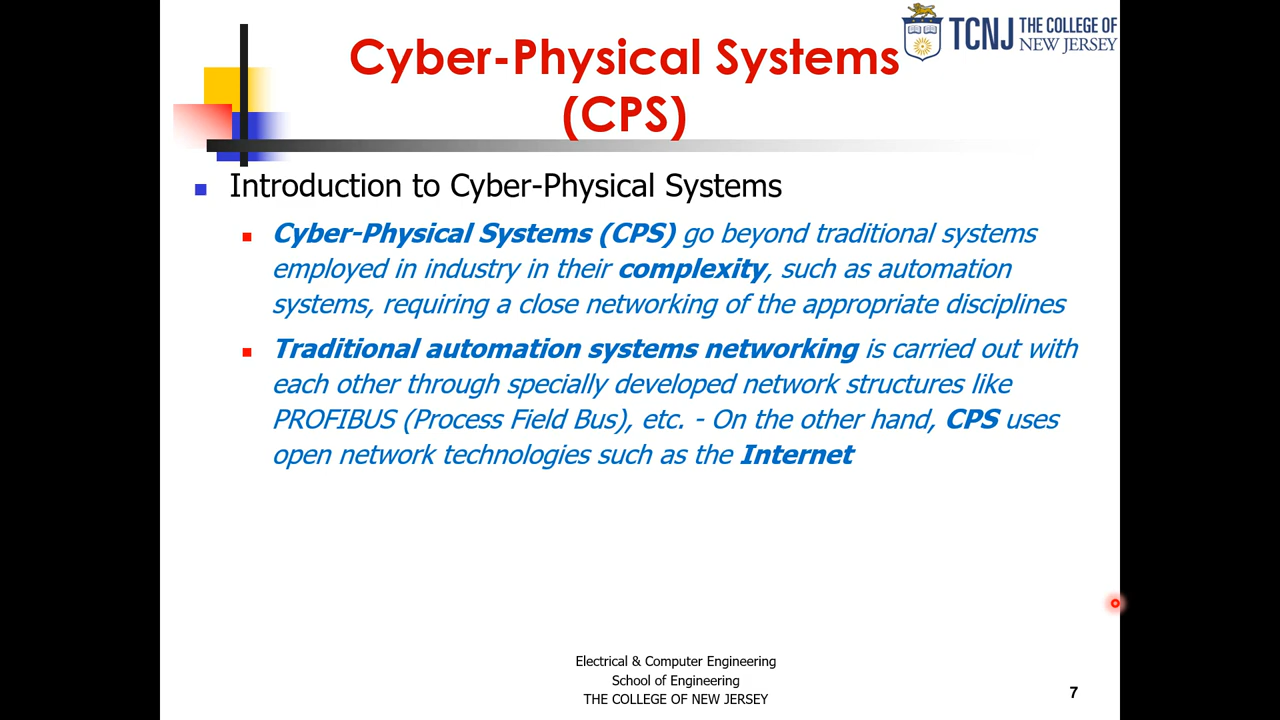 TCNJ THE COLLEGE OF
NEW JERSEY
Cyber-Physical Systems
(CPS)
Introduction to Cyber-Physical Systems
Cyber-Physical Systems (CPS) go beyond traditional systems
employed in industry in their complexity, such as automation
systems, requiring a close networking of the appropriate disciplines
Traditional automation systems networking is carried out with
each other through specially developed network structures like
PROFIBUS (Process Field Bus), etc. - On the other hand, CPS uses
open network technologies such as the Internet
Electrical & Computer Engineering
School of Engineering
THE COLLEGE OF NEW JERSEY
7